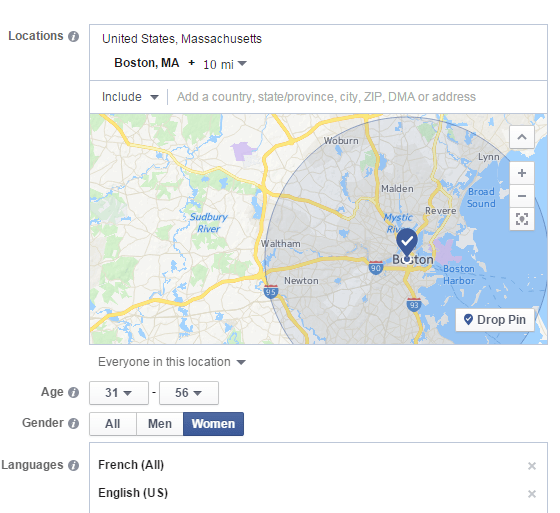 Locations
United States, Massachusetts
Boston, MA + 10 mi
Include Add a country, state/province, city, ZIP, DMA or address
Woburn
Lynn
Malden
Broad Sound
Sudbury River
Mystic River
Revere
Waltham
Boston
90
Boston Harbor
Newton
95
93
Drop Pin
Everyone in this location
Age 31 - 56
Gender All Men Women
Languages French (All)
English (US)